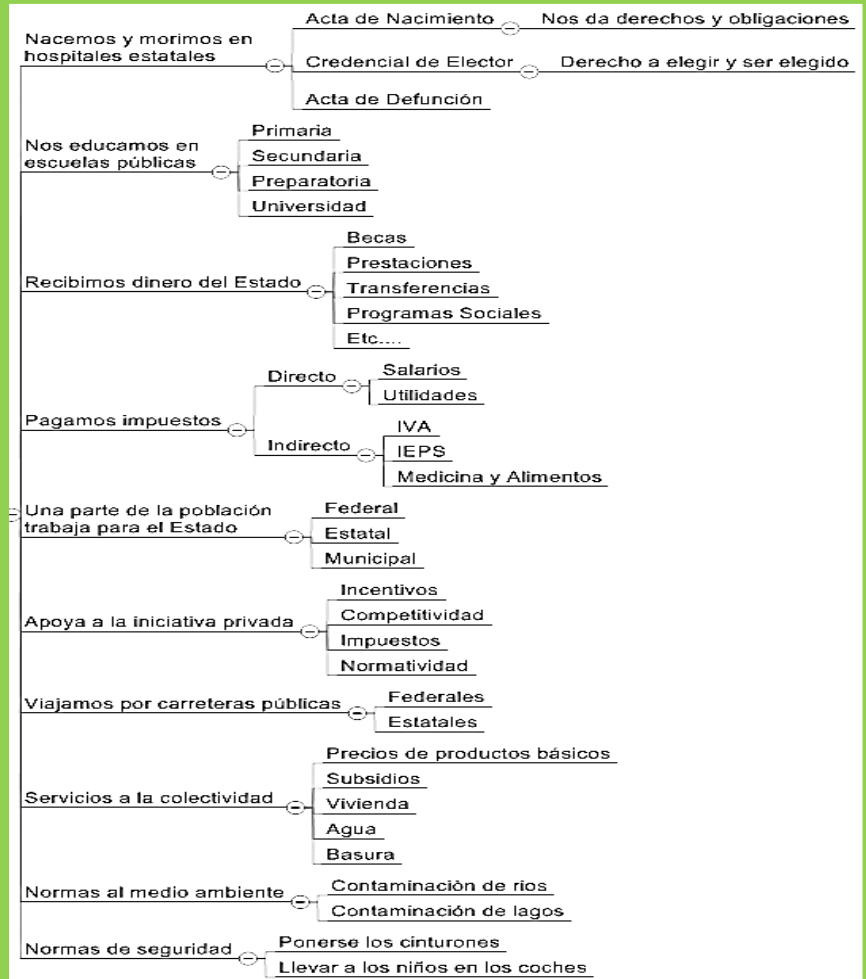 Nacemos y morimos en
hospitales estatales
Acta de Nacimiento
Nos da derechos y obligaciones
Credencial de Elector
Derecho a elegir y ser elegido
Acta de Defunción
Nos educamos en
escuelas públicas
Primaria
Secundaria
Preparatoria
Universidad
Recibimos dinero del Estado
Becas
Prestaciones
Transferencias
Programas Sociales
Etc....
Pagamos impuestos
Directo
Salarios
Utilidades
Indirecto
IVA
IEPS
Medicina y Alimentos
Una parte de la población
trabaja para el Estado
Federal
Estatal
Municipal
Apoya a la iniciativa privada
Incentivos
Competitividad
Impuestos
Normatividad
Viajamos por carreteras públicas
Federales
Estatales
Servicios a la colectividad
Precios de productos básicos
Subsidios
Vivienda
Agua
Basura
Normas al medio ambiente
Contaminación de ríos
Contaminación de lagos
Normas de seguridad
Ponerse los cinturones
Llevar a los niños en los coches